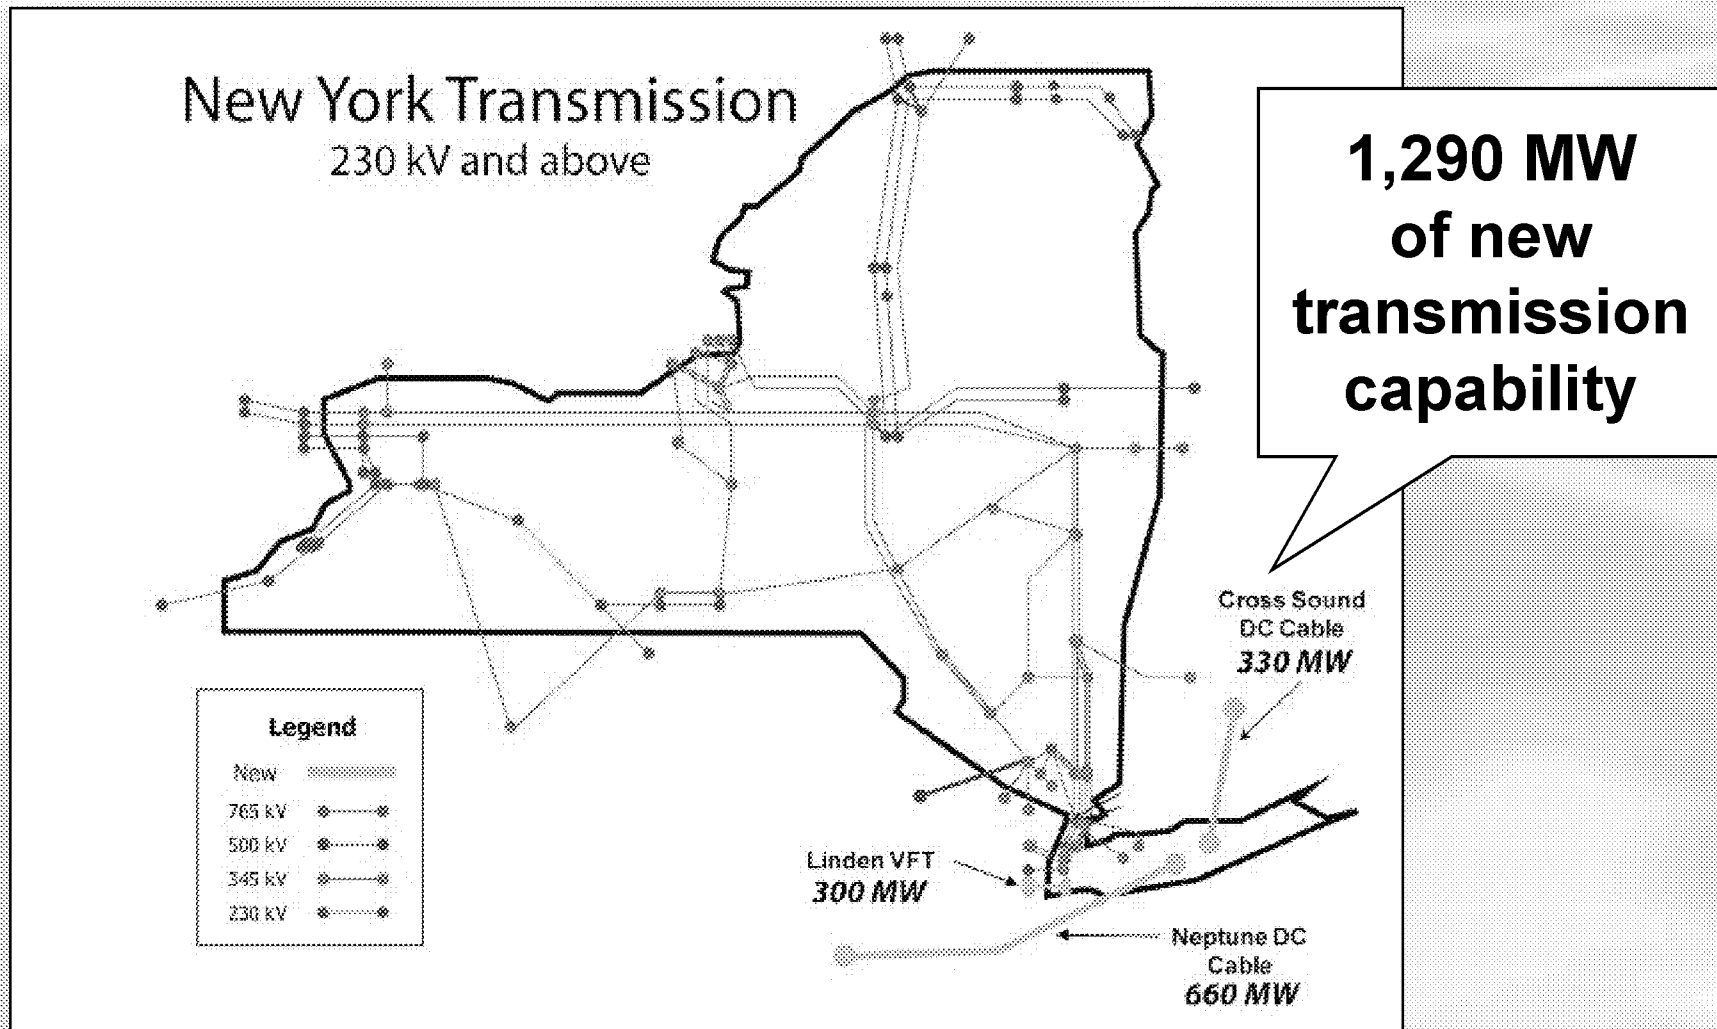 New York Transmission
230 kV and above
1,290 MW
of new
transmission
capability
Cross Sound
DC Cable
330 MW
Legend
New
765 kV
500 kV
345 kV
230 kV
Linden VFT
300 MW
Neptune DC
Cable
660 MW